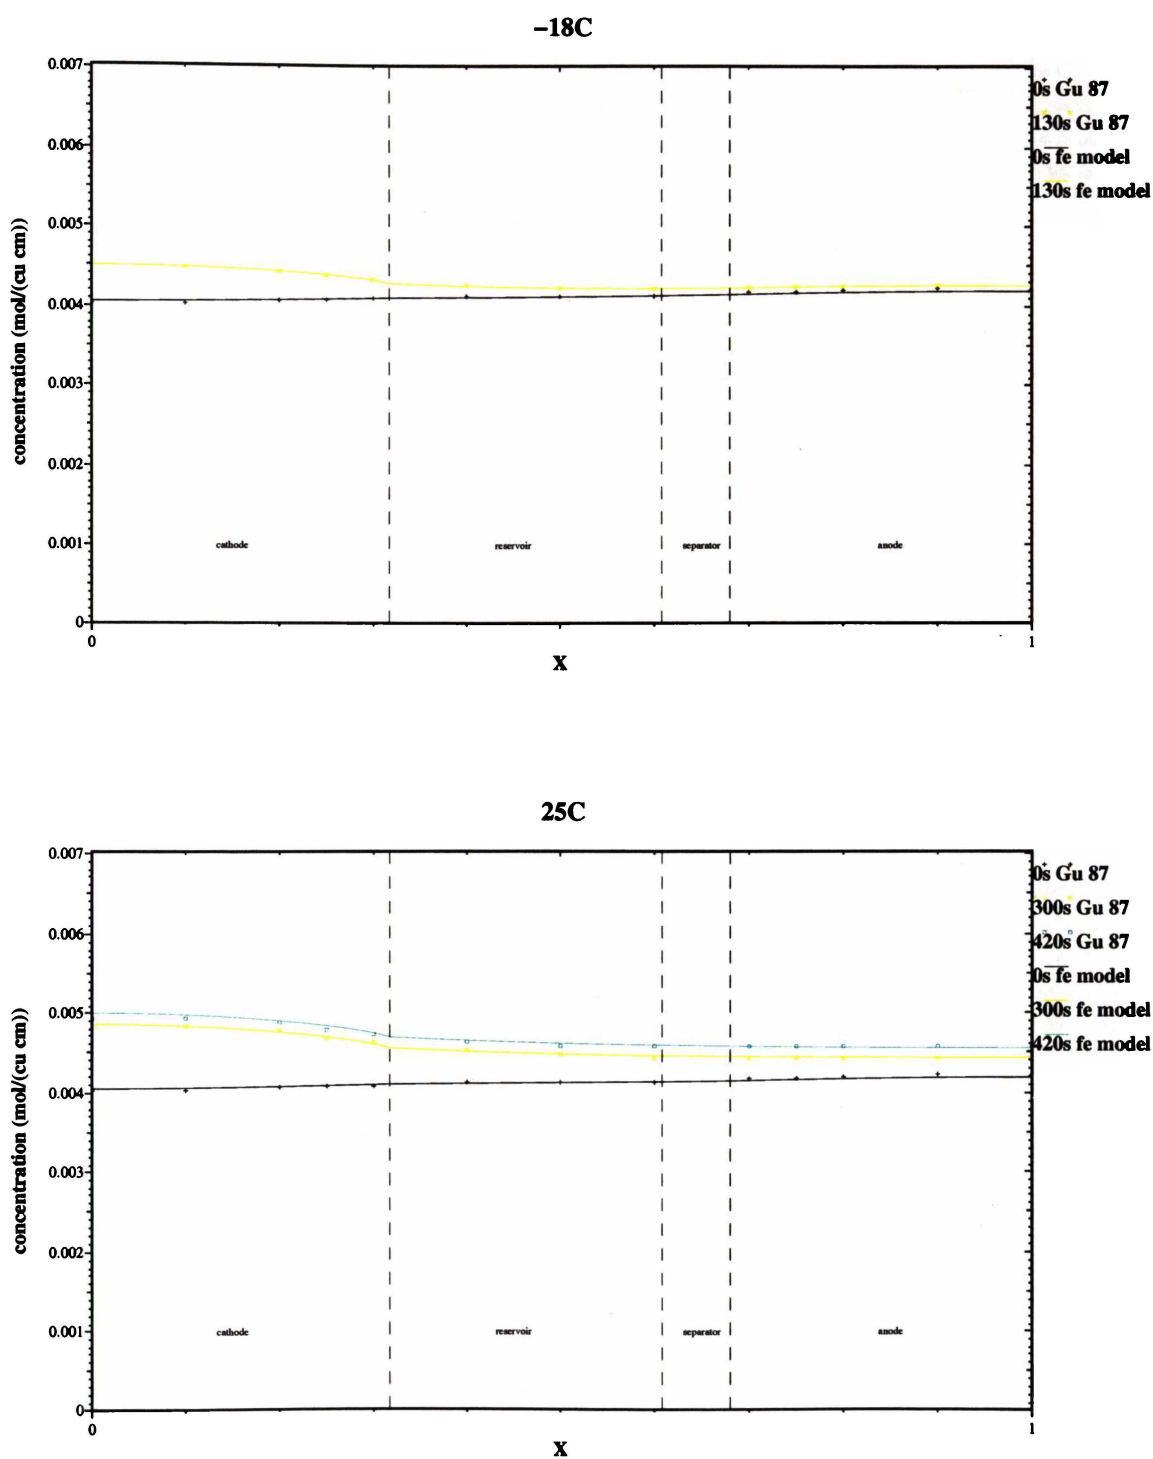 –18C
0.007
0.006
0.005
0.004
0.003
0.002
0.001
0
concentration (mol/(cu cm))
cathode
reservoir
separator
anode
0
1
X
0s Gu 87
130s Gu 87
0s fe model
130s fe model
25C
0.007
0.006
0.005
0.004
0.003
0.002
0.001
0
concentration (mol/(cu cm))
cathode
reservoir
separator
anode
0
1
X
0s Gu 87
300s Gu 87
420s Gu 87
0s fe model
300s fe model
420s fe model